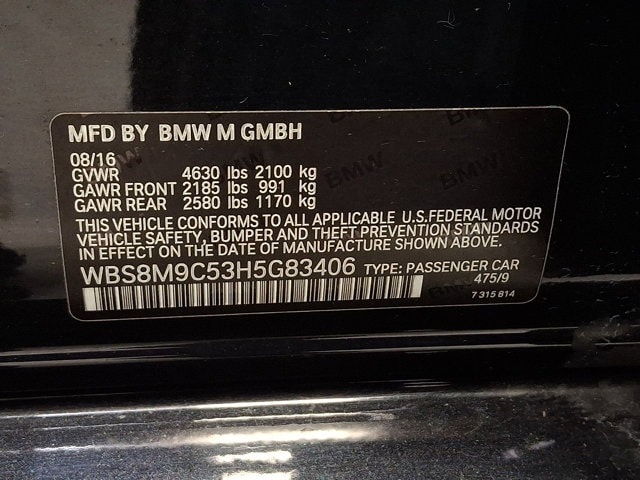 MFD BY BMW M GMBH
08/16
GVWR 4630 lbs 2100 kg
GAWR FRONT 2185 lbs 991 kg
GAWR REAR 2580 lbs 1170 kg
THIS VEHICLE CONFORMS TO ALL APPLICABLE U.S.FEDERAL MOTOR
VEHICLE SAFETY, BUMPER AND THEFT PREVENTION STANDARDS
IN EFFECT ON THE DATE OF MANUFACTURE SHOWN ABOVE.
WBS8M9C53H5G83406 TYPE: PASSENGER CAR
475/9
7 315 814
BMW